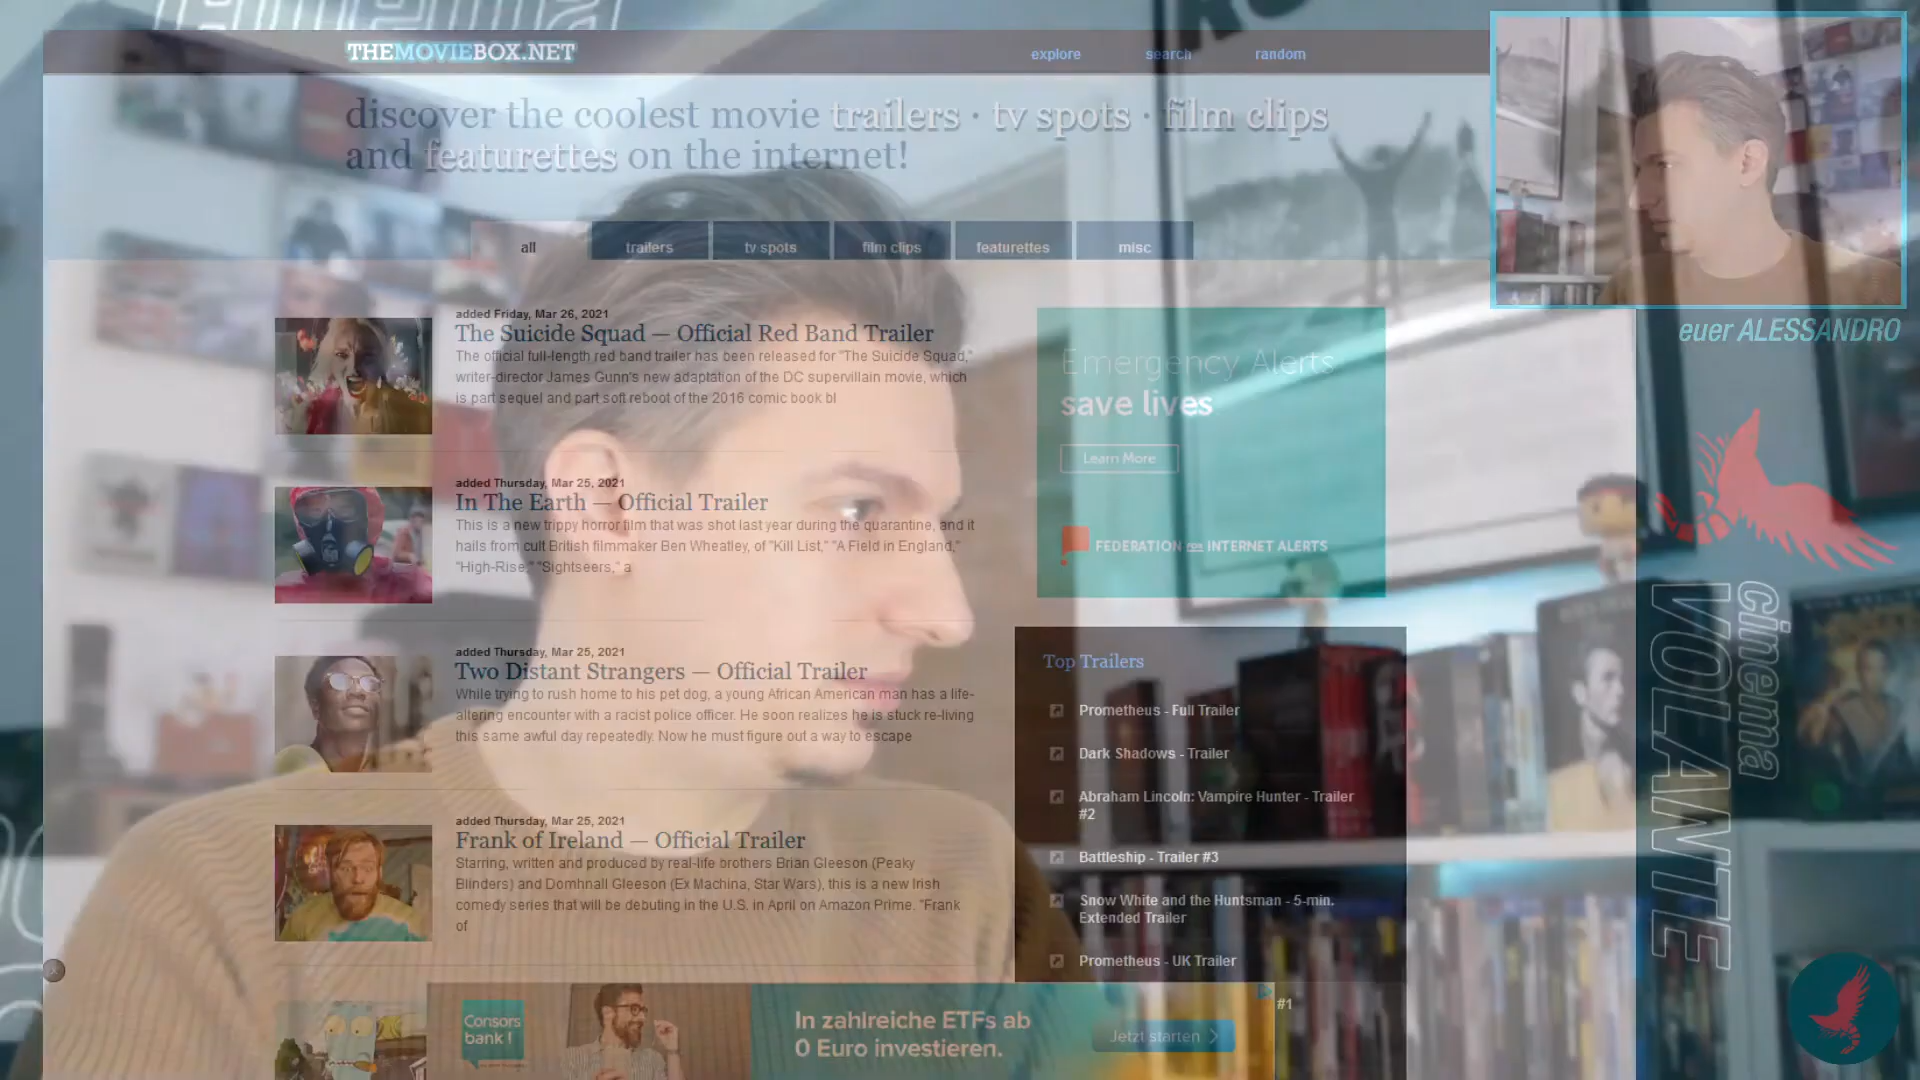 THEMOVIEBOX.NET
explore
search
random
discover the coolest movie trailers · tv spots · film clips
and featurettes on the internet!
all
trailers
tv spots
film clips
featurettes
misc
added Friday, Mar 26, 2021
The Suicide Squad — Official Red Band Trailer
The official full-length red band trailer has been released for "The Suicide Squad,"
writer-director James Gunn's new adaptation of the DC supervillain movie, which
is part sequel and part soft reboot of the 2016 comic book bl
added Thursday, Mar 25, 2021
In The Earth — Official Trailer
This is a new trippy horror film that was shot last year during the quarantine, and it
hails from cult British filmmaker Ben Wheatley, of "Kill List," "A Field in England,"
"High-Rise," "Sightseers," a
added Thursday, Mar 25, 2021
Two Distant Strangers — Official Trailer
While trying to rush home to his pet dog, a young African American man has a life-
altering encounter with a racist police officer. He soon realizes he is stuck re-living
this same awful day repeatedly. Now he must figure out a way to escape
added Thursday, Mar 25, 2021
Frank of Ireland — Official Trailer
Starring, written and produced by real-life brothers Brian Gleeson (Peaky
Blinders) and Domhnall Gleeson (Ex Machina, Star Wars), this is a new Irish
comedy series that will be debuting in the U.S. in April on Amazon Prime. "Frank
of
Emergency Alerts
save lives
Learn More
FEDERATION FOR INTERNET ALERTS
Top Trailers
Prometheus - Full Trailer
Dark Shadows - Trailer
Abraham Lincoln: Vampire Hunter - Trailer
#2
Battleship - Trailer #3
Snow White and the Huntsman - 5-min.
Extended Trailer
Prometheus - UK Trailer
#1
Consors
bank !
In zahlreiche ETFs ab
0 Euro investieren.
Jetzt starten
euer ALESSANDRO
cinema
VOLANTE